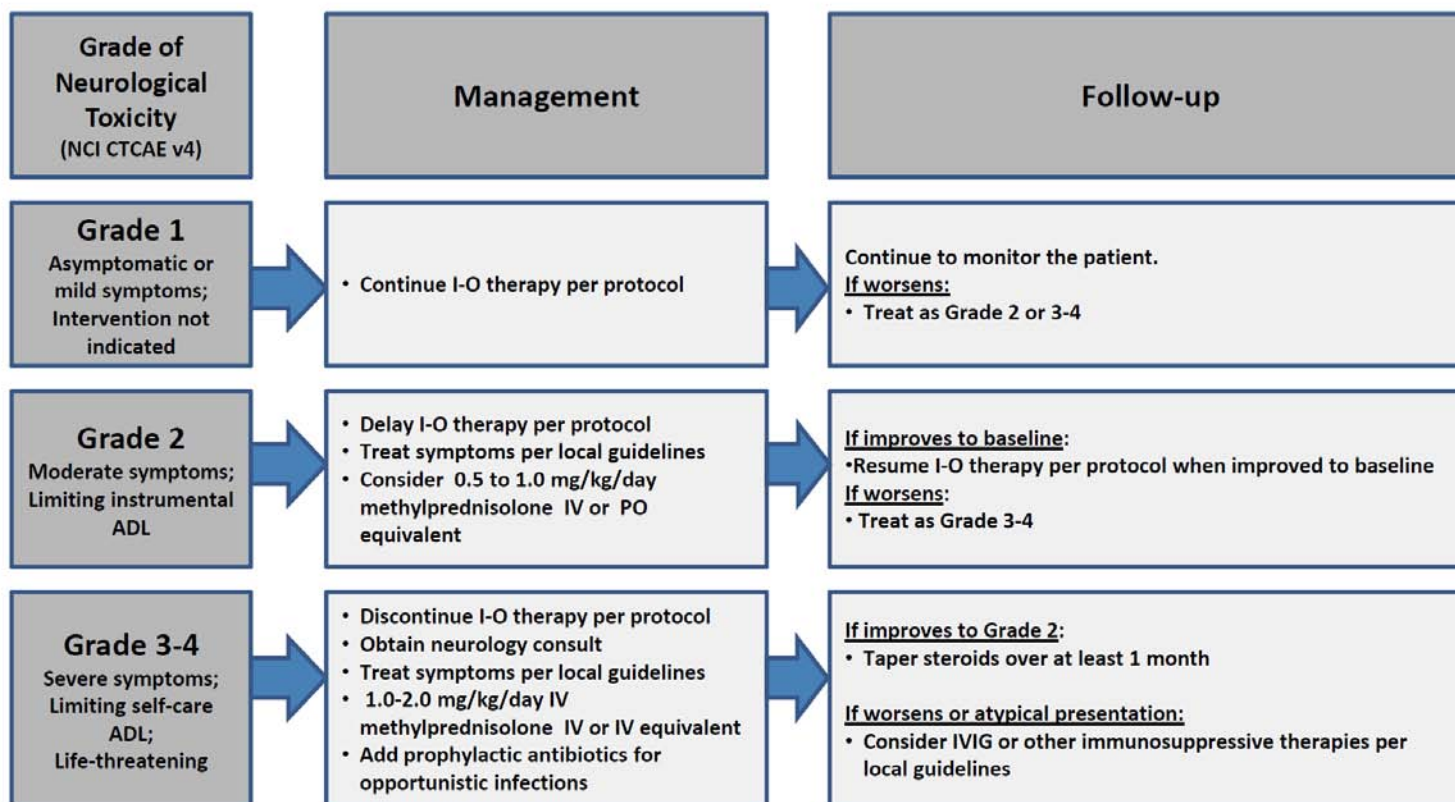 Grade of
Neurological
Toxicity
(NCI CTCAE v4)
Management
Follow-up
Grade 1
Asymptomatic or
mild symptoms;
Intervention not
indicated
• Continue I-O therapy per protocol
Continue to monitor the patient.
If worsens:
• Treat as Grade 2 or 3-4
Grade 2
Moderate symptoms;
Limiting instrumental
ADL
• Delay I-O therapy per protocol
• Treat symptoms per local guidelines
• Consider 0.5 to 1.0 mg/kg/day
methylprednisolone IV or PO
equivalent
If improves to baseline:
•Resume I-O therapy per protocol when improved to baseline
If worsens:
• Treat as Grade 3-4
Grade 3-4
Severe symptoms;
Limiting self-care
ADL;
Life-threatening
• Discontinue I-O therapy per protocol
• Obtain neurology consult
• Treat symptoms per local guidelines
• 1.0-2.0 mg/kg/day IV
methylprednisolone IV or IV equivalent
• Add prophylactic antibiotics for
opportunistic infections
If improves to Grade 2:
• Taper steroids over at least 1 month
If worsens or atypical presentation:
• Consider IVIG or other immunosuppressive therapies per
local guidelines